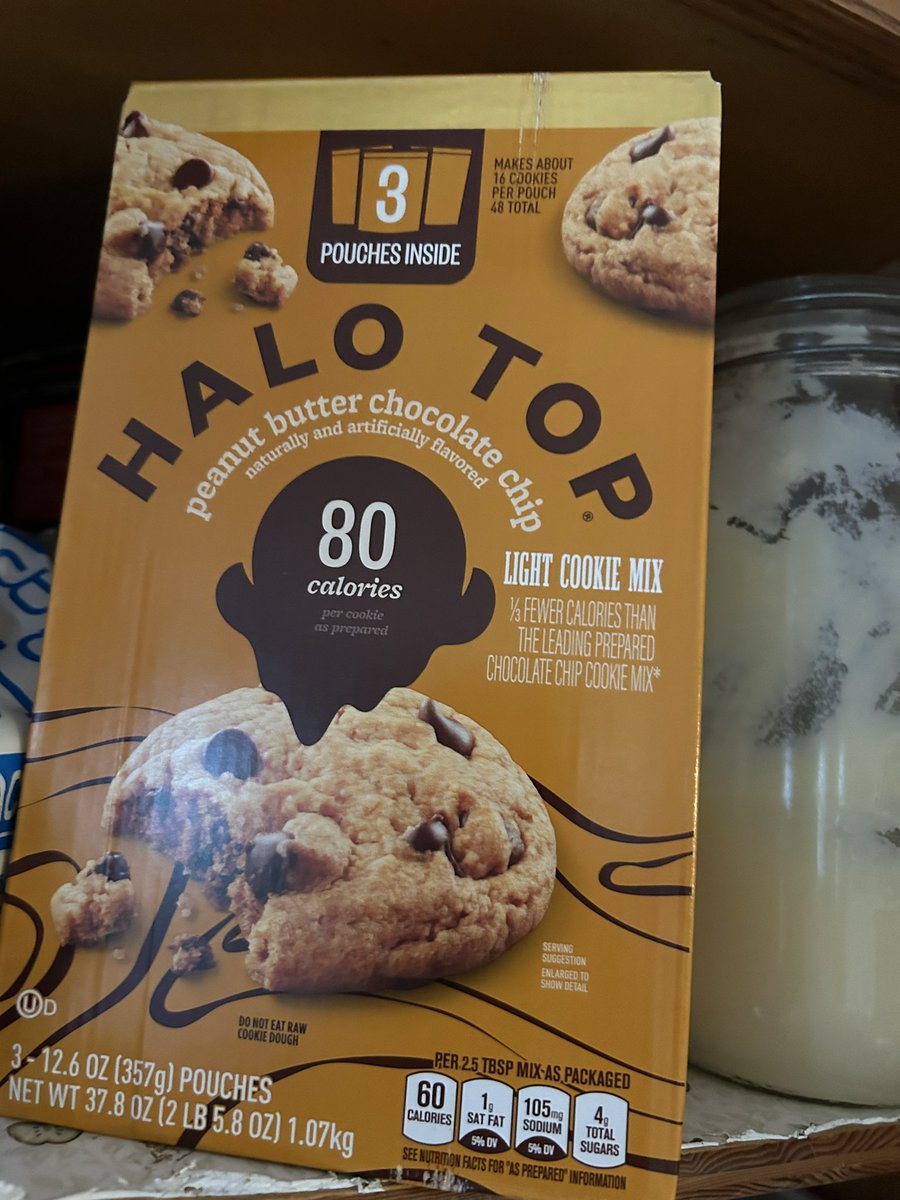 3
POUCHES INSIDE
MAKES ABOUT
16 COOKIES
PER POUCH
48 TOTAL
HALO TOP®
peanut butter chocolate chip
naturally and artificially flavored
80
calories
per cookie
as prepared
LIGHT COOKIE MIX
⅓ FEWER CALORIES THAN
THE LEADING PREPARED
CHOCOLATE CHIP COOKIE MIX*
SERVING
SUGGESTION
ENLARGED TO
SHOW DETAIL
U D
DO NOT EAT RAW
COOKIE DOUGH
3 - 12.6 OZ (357g) POUCHES
NET WT 37.8 OZ (2 LB 5.8 OZ) 1.07kg
PER 2.5 TBSP MIX-AS PACKAGED
60 CALORIES
1g SAT FAT 5% DV
105mg SODIUM 5% DV
4g TOTAL SUGARS
SEE NUTRITION FACTS FOR "AS PREPARED" INFORMATION